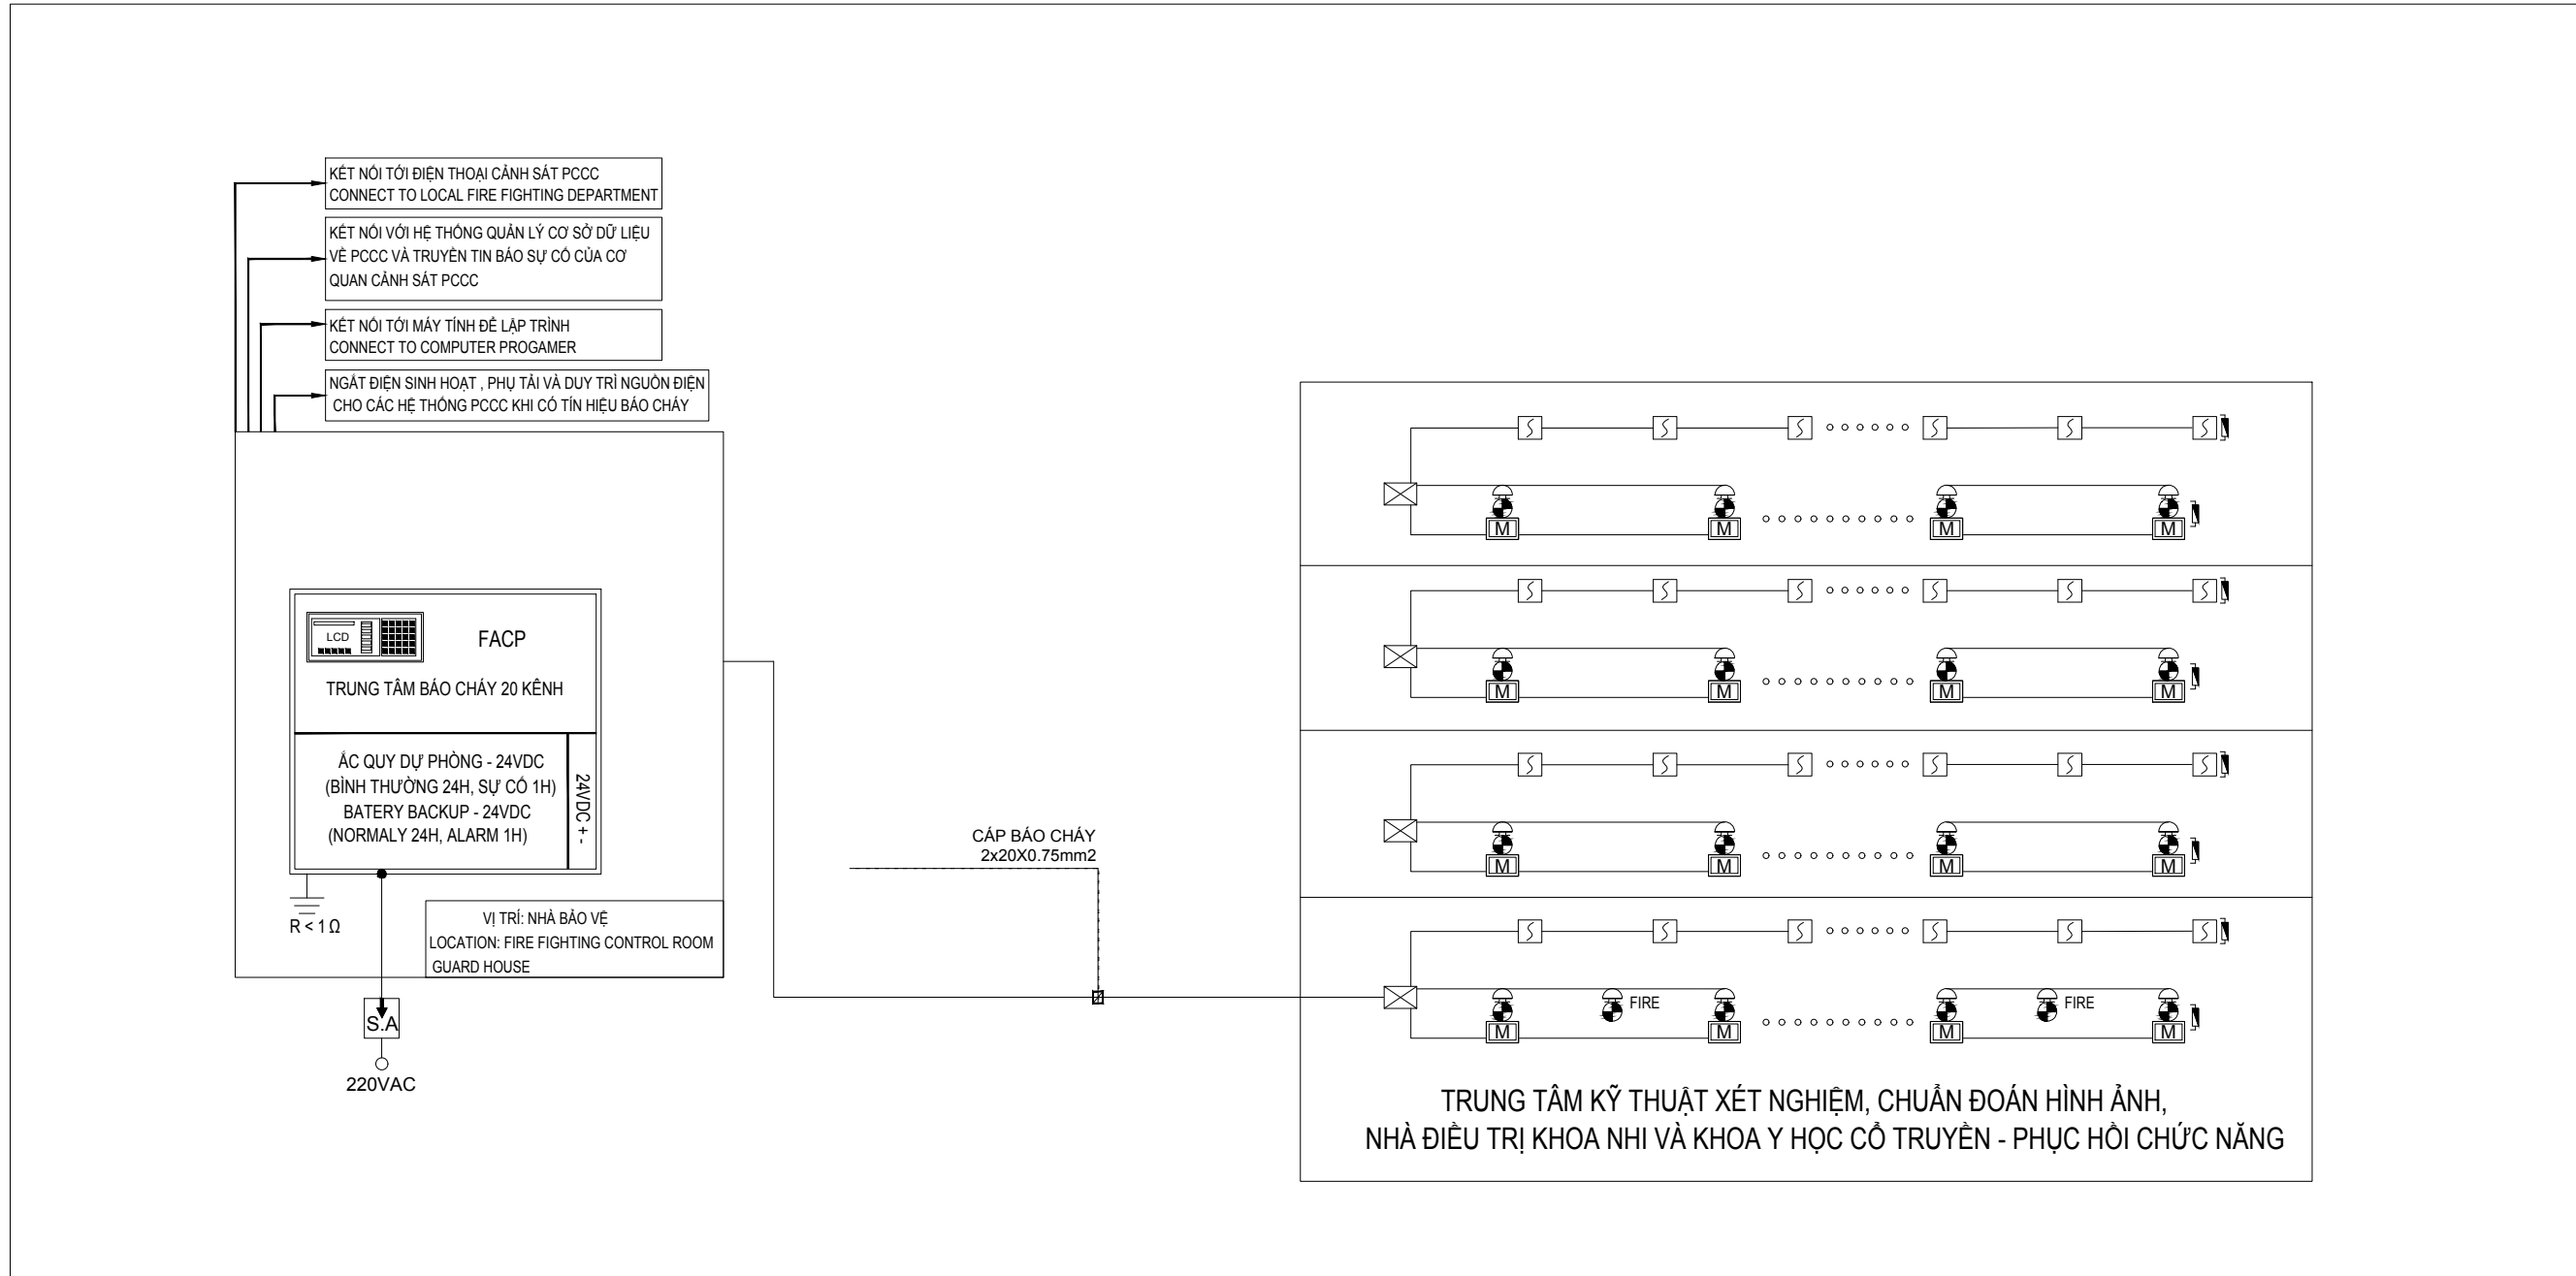 KẾT NỐI TỚI ĐIỆN THOẠI CẢNH SÁT PCCC
CONNECT TO LOCAL FIRE FIGHTING DEPARTMENT
KẾT NỐI VỚI HỆ THỐNG QUẢN LÝ CƠ SỞ DỮ LIỆU
VỀ PCCC VÀ TRUYỀN TIN BÁO SỰ CỐ CỦA CƠ
QUAN CẢNH SÁT PCCC
KẾT NỐI TỚI MÁY TÍNH ĐỂ LẬP TRÌNH
CONNECT TO COMPUTER PROGAMER
NGẮT ĐIỆN SINH HOẠT , PHỤ TẢI VÀ DUY TRÌ NGUỒN ĐIỆN
CHO CÁC HỆ THỐNG PCCC KHI CÓ TÍN HIỆU BÁO CHÁY
LCD
FACP
TRUNG TÂM BÁO CHÁY 20 KÊNH
ẮC QUY DỰ PHÒNG - 24VDC
(BÌNH THƯỜNG 24H, SỰ CỐ 1H)
BATERY BACKUP - 24VDC
(NORMALY 24H, ALARM 1H)
24VDC + -
R < 1 Ω
VỊ TRÍ: NHÀ BẢO VỆ
LOCATION: FIRE FIGHTING CONTROL ROOM
GUARD HOUSE
S.A
220VAC
CÁP BÁO CHÁY
2x20X0.75mm2
M M M M
M M M M
M M M M
FIRE FIRE
M M M M
TRUNG TÂM KỸ THUẬT XÉT NGHIỆM, CHUẨN ĐOÁN HÌNH ẢNH,
NHÀ ĐIỀU TRỊ KHOA NHI VÀ KHOA Y HỌC CỔ TRUYỀN - PHỤC HỒI CHỨC NĂNG